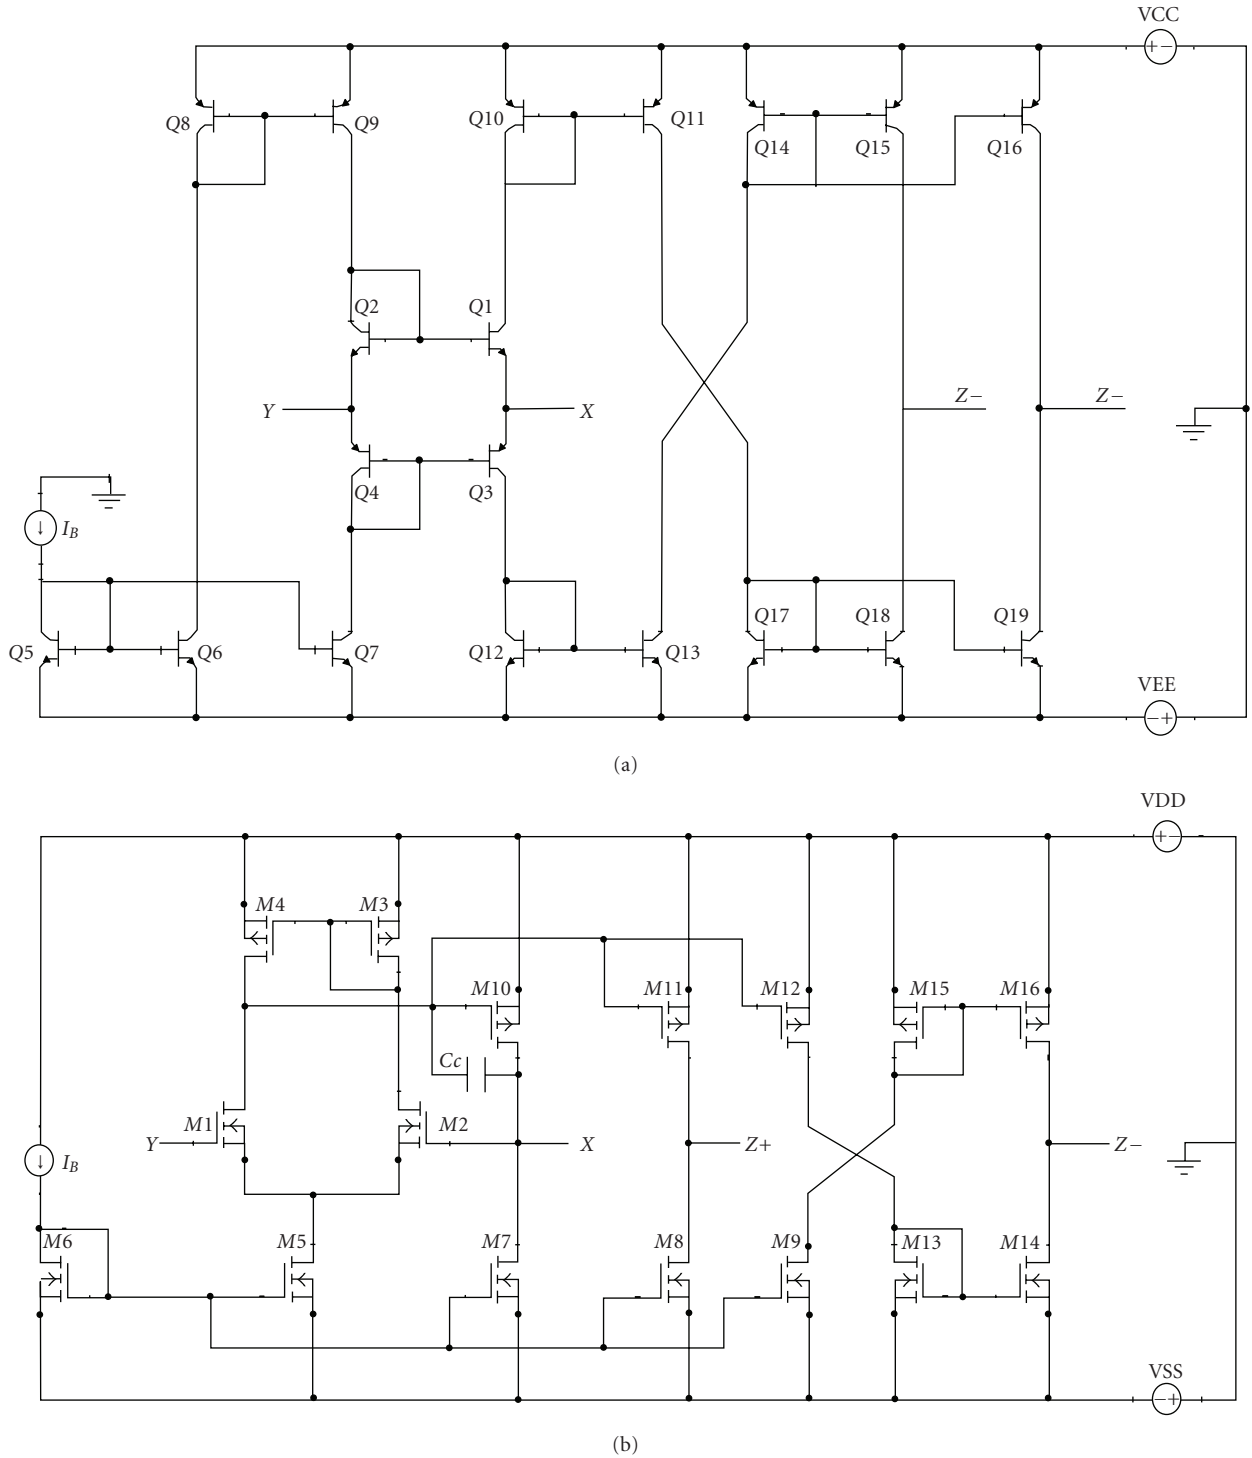 VCC
+−
Q8
Q9
Q10
Q11
Q14
Q15
Q16
Q2
Q1
Y
X
Z−
Z−
Q4
Q3
I_B
Q5
Q6
Q7
Q12
Q13
Q17
Q18
Q19
VEE
−+
(a)
VDD
+−
M4
M3
M10
M11
M12
M15
M16
Cc
M1
M2
Y
X
Z+
Z−
I_B
M6
M5
M7
M8
M9
M13
M14
VSS
−+
(b)